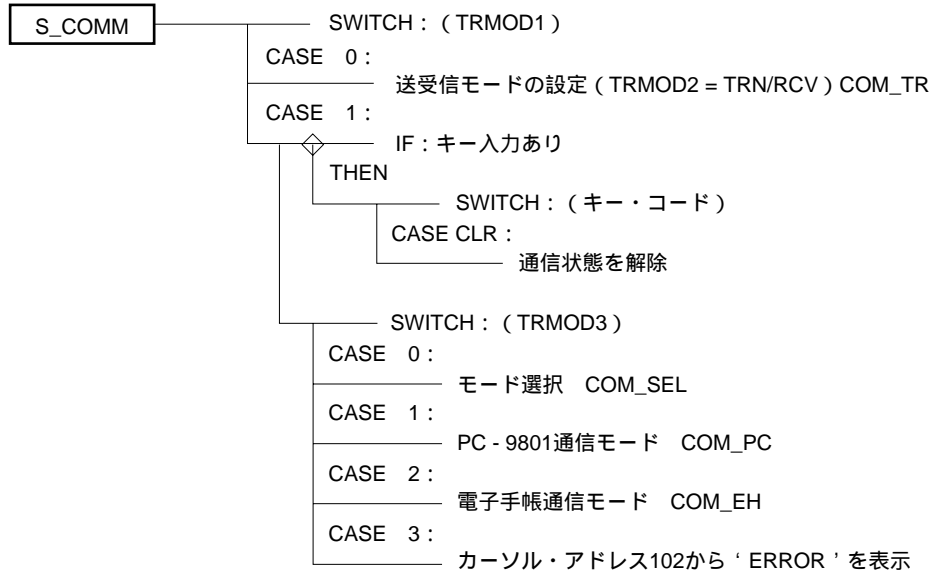 S_COMM
SWITCH：（TRMOD1）
CASE　0：
送受信モードの設定（TRMOD2 = TRN/RCV）COM_TR
CASE　1：
IF：キー入力あり
THEN
SWITCH：（キー・コード）
CASE CLR：
通信状態を解除
SWITCH：（TRMOD3）
CASE　0：
モード選択　COM_SEL
CASE　1：
PC - 9801通信モード　COM_PC
CASE　2：
電子手帳通信モード　COM_EH
CASE　3：
カーソル・アドレス102から‘ERROR’を表示